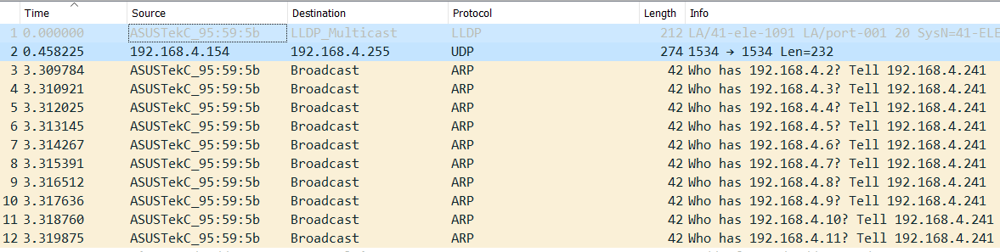 Time Source Destination Protocol Length Info
1 0.000000 ASUSTekC_95:59:5b LLDP_Multicast LLDP 212 LA/41-ele-1091 LA/port-001 20 SysN=41-ELE
2 0.458225 192.168.4.154 192.168.4.255 UDP 274 1534 → 1534 Len=232
3 3.309784 ASUSTekC_95:59:5b Broadcast ARP 42 Who has 192.168.4.2? Tell 192.168.4.241
4 3.310921 ASUSTekC_95:59:5b Broadcast ARP 42 Who has 192.168.4.3? Tell 192.168.4.241
5 3.312025 ASUSTekC_95:59:5b Broadcast ARP 42 Who has 192.168.4.4? Tell 192.168.4.241
6 3.313145 ASUSTekC_95:59:5b Broadcast ARP 42 Who has 192.168.4.5? Tell 192.168.4.241
7 3.314267 ASUSTekC_95:59:5b Broadcast ARP 42 Who has 192.168.4.6? Tell 192.168.4.241
8 3.315391 ASUSTekC_95:59:5b Broadcast ARP 42 Who has 192.168.4.7? Tell 192.168.4.241
9 3.316512 ASUSTekC_95:59:5b Broadcast ARP 42 Who has 192.168.4.8? Tell 192.168.4.241
10 3.317636 ASUSTekC_95:59:5b Broadcast ARP 42 Who has 192.168.4.9? Tell 192.168.4.241
11 3.318760 ASUSTekC_95:59:5b Broadcast ARP 42 Who has 192.168.4.10? Tell 192.168.4.241
12 3.319875 ASUSTekC_95:59:5b Broadcast ARP 42 Who has 192.168.4.11? Tell 192.168.4.241